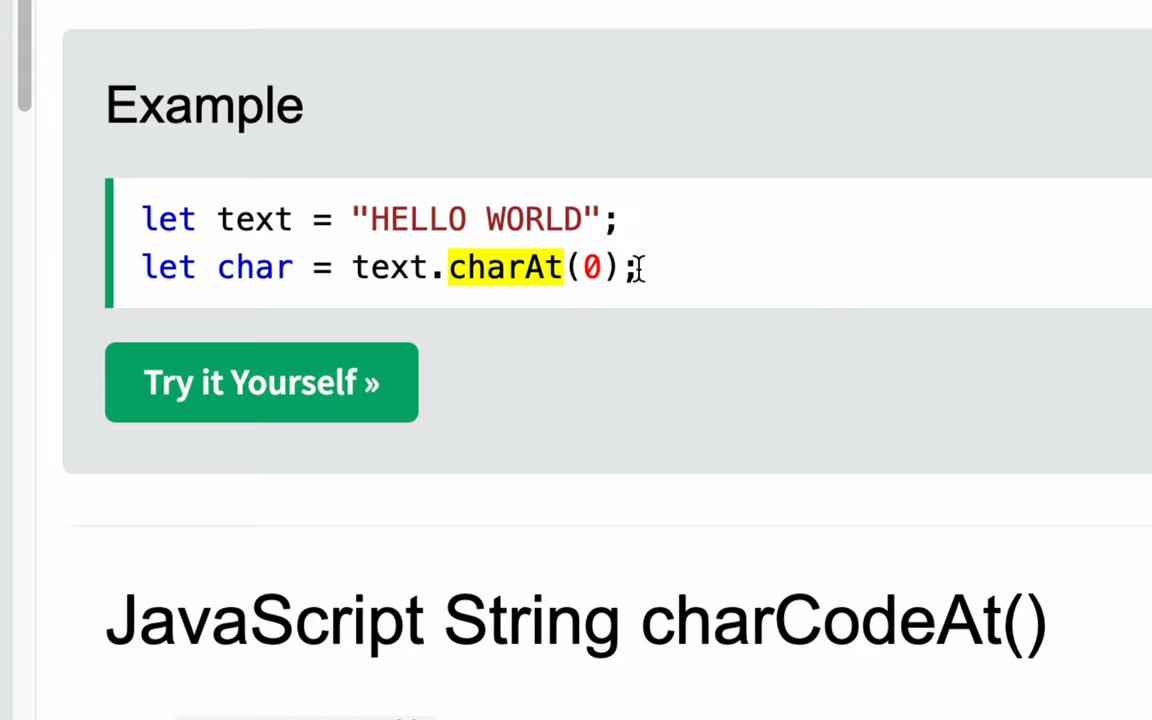 Example
let text = "HELLO WORLD";
let char = text.charAt(0);
Try it Yourself »
JavaScript String charCodeAt()